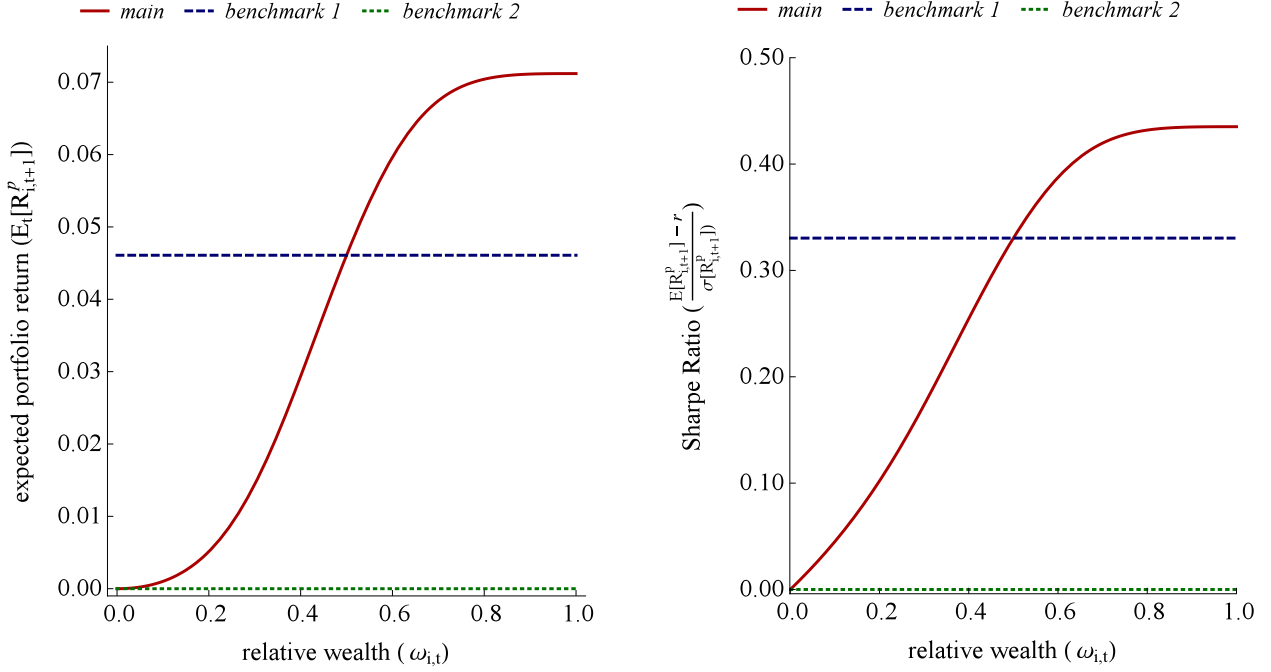 main benchmark 1 benchmark 2
expected portfolio return (E_t[R^p_{i,t+1}])
0.07
0.06
0.05
0.04
0.03
0.02
0.01
0.00
0.0 0.2 0.4 0.6 0.8 1.0
relative wealth ( ω_{i,t})
main benchmark 1 benchmark 2
Sharpe Ratio ( E[R^p_{i,t+1}] − r / σ[R^p_{i,t+1}]) )
0.50
0.40
0.30
0.20
0.10
0.00
0.0 0.2 0.4 0.6 0.8 1.0
relative wealth ( ω_{i,t})